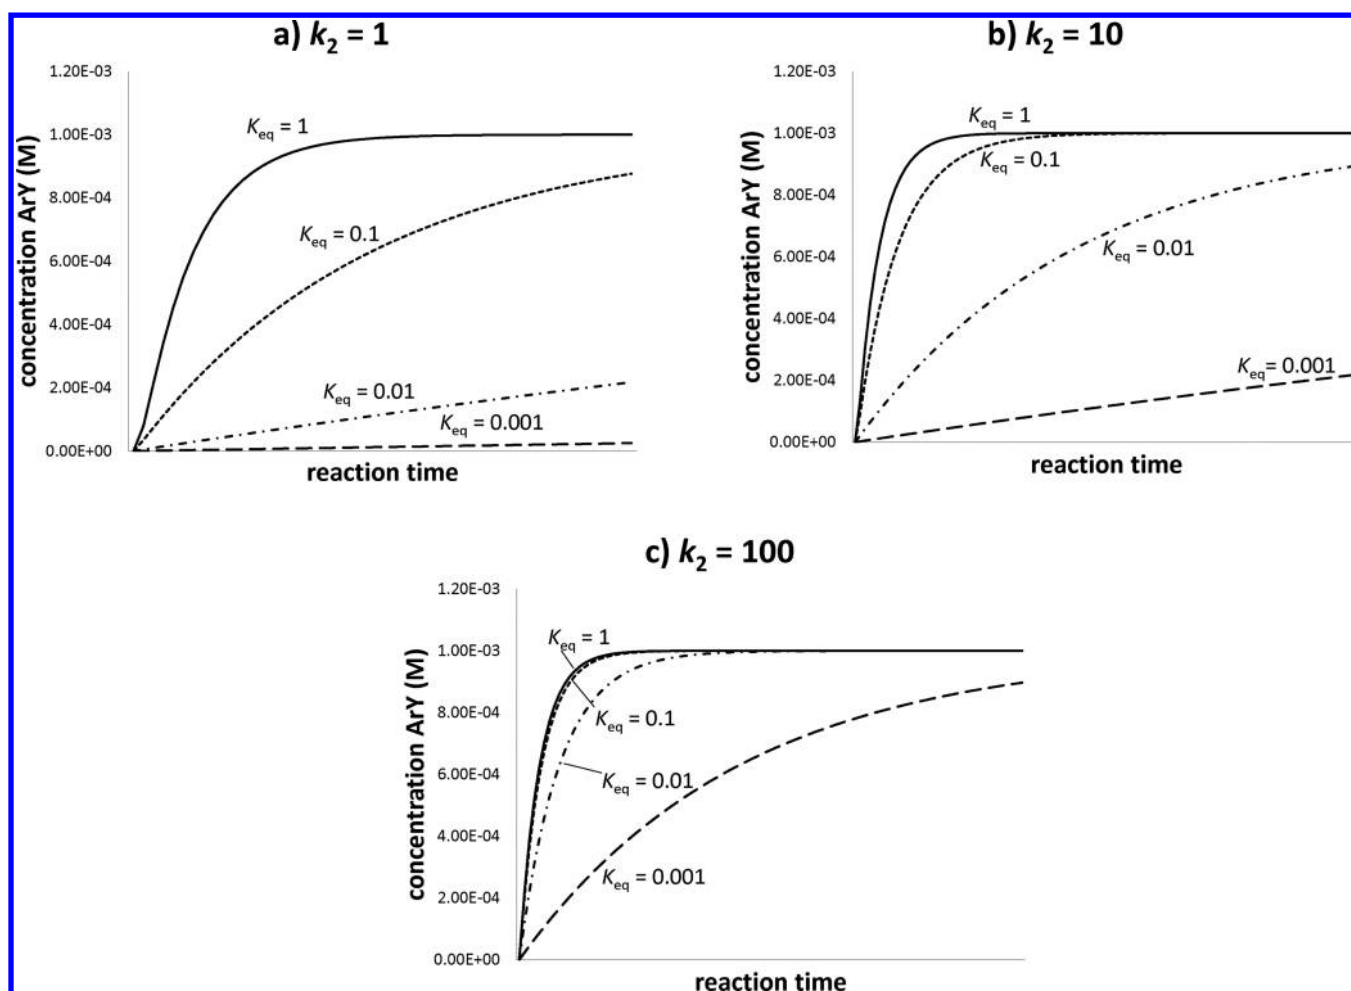 a) k2 = 1
1.20E-03
1.00E-03
8.00E-04
6.00E-04
4.00E-04
2.00E-04
0.00E+00
concentration ArY (M)
Keq = 1
Keq = 0.1
Keq = 0.01
Keq = 0.001
reaction time
b) k2 = 10
1.20E-03
1.00E-03
8.00E-04
6.00E-04
4.00E-04
2.00E-04
0.00E+00
concentration ArY (M)
Keq = 1
Keq = 0.1
Keq = 0.01
Keq = 0.001
reaction time
c) k2 = 100
1.20E-03
1.00E-03
8.00E-04
6.00E-04
4.00E-04
2.00E-04
0.00E+00
concentration ArY (M)
Keq = 1
Keq = 0.1
Keq = 0.01
Keq = 0.001
reaction time